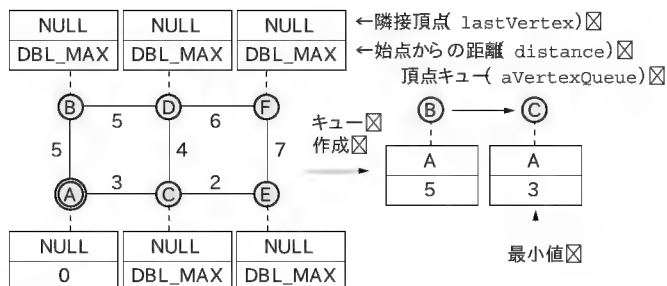 NULL NULL NULL ←隣接頂点( lastVertex)☒
DBL_MAX DBL_MAX DBL_MAX ←始点からの距離( distance)☒
頂点キュー( aVertexQueue)☒
B D F B C
5 6 キュー☒
5 4 7 作成☒ A A
A 3 C 2 E 5 3
NULL NULL NULL 最小値☒
0 DBL_MAX DBL_MAX